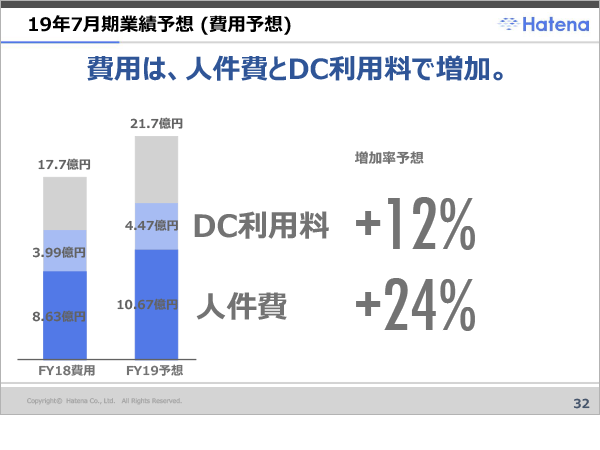 19年7月期業績予想 (費用予想)
Hatena
費用は、人件費とDC利用料で増加。
21.7億円
17.7億円
増加率予想
DC利用料 +12%
4.47億円
3.99億円
人件費 +24%
10.67億円
8.63億円
FY18費用 FY19予想
Copyright© Hatena Co., Ltd. All Rights Reserved.
32